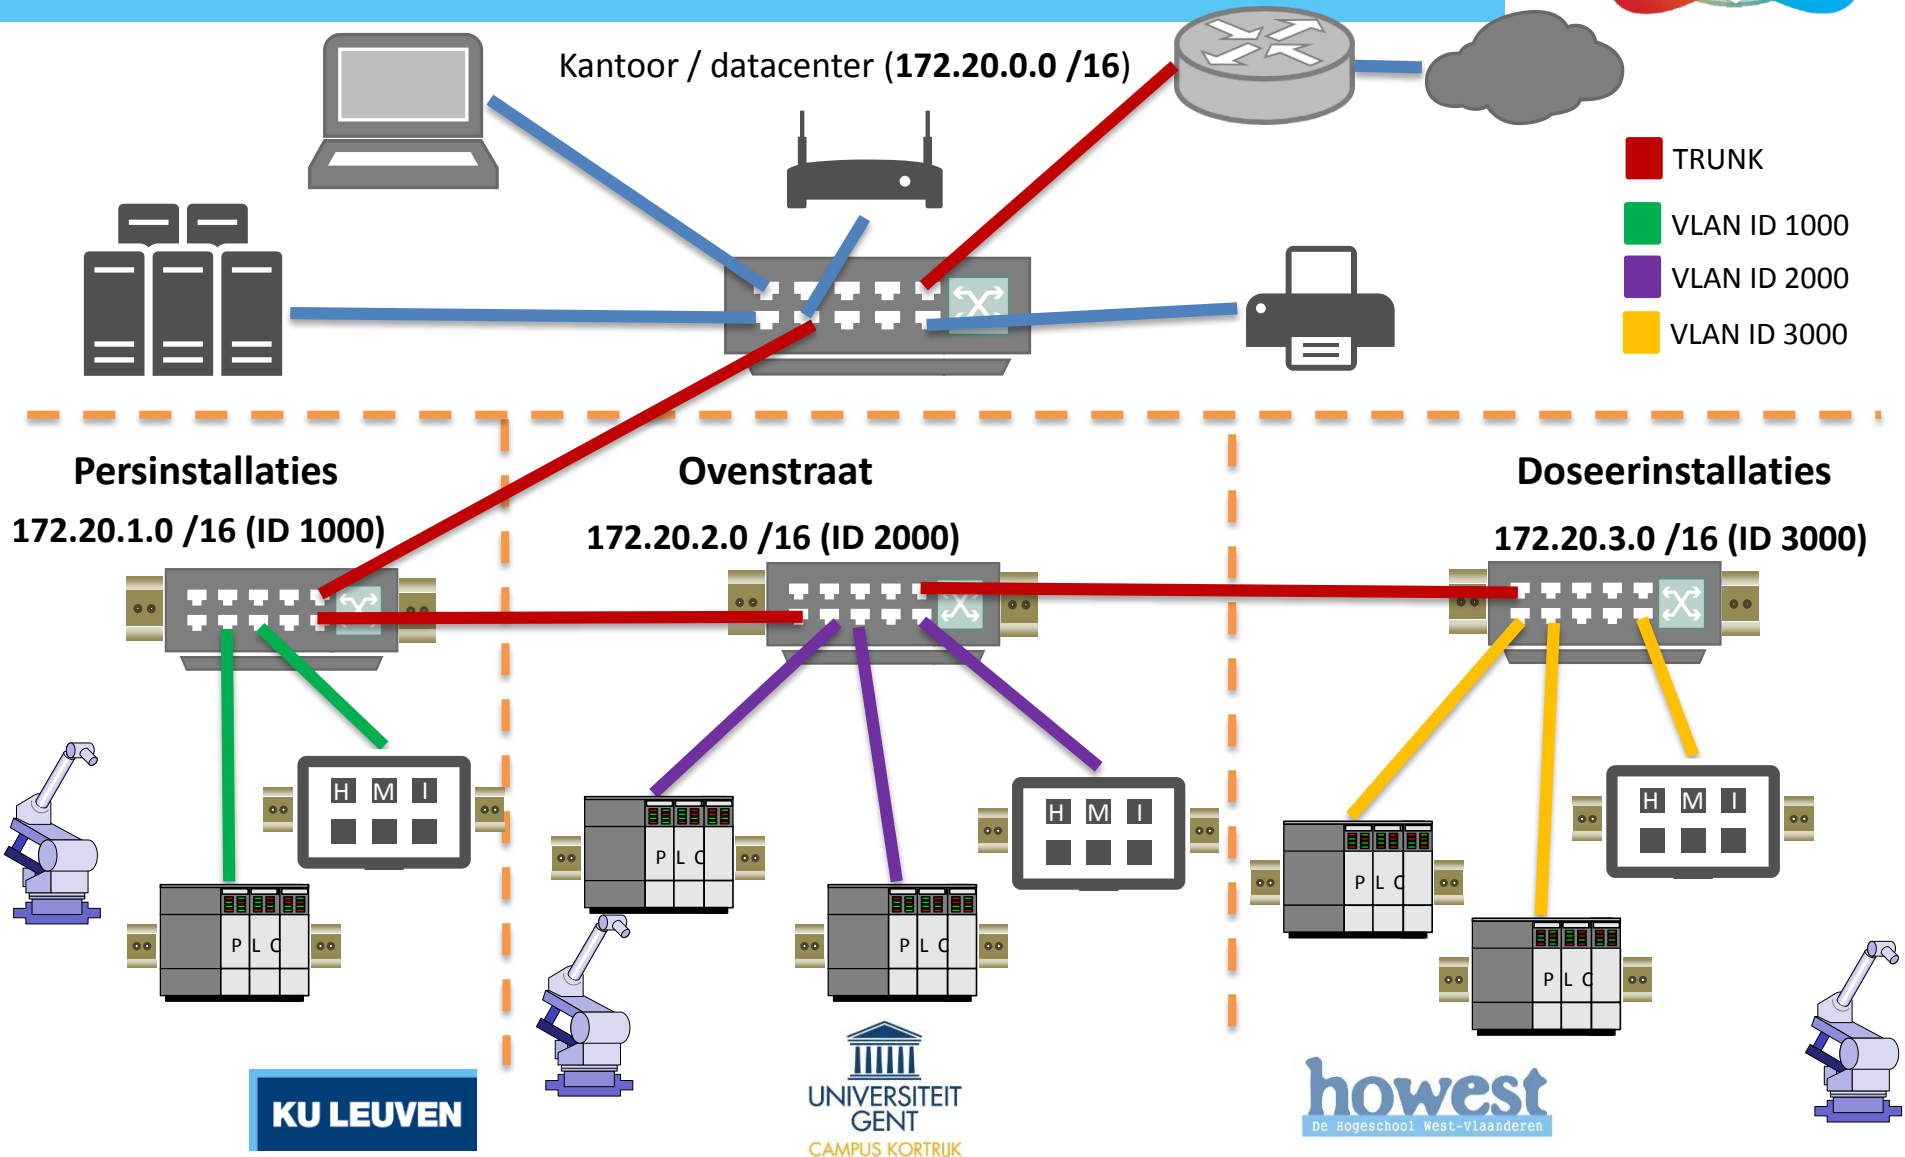 Kantoor / datacenter (172.20.0.0 /16)
TRUNK
VLAN ID 1000
VLAN ID 2000
VLAN ID 3000
Persinstallaties
172.20.1.0 /16 (ID 1000)
Ovenstraat
172.20.2.0 /16 (ID 2000)
Doseerinstallaties
172.20.3.0 /16 (ID 3000)
H M I
P L C
P L C
P L C
H M I
P L C
P L C
H M I
KU LEUVEN
UNIVERSITEIT
GENT
CAMPUS KORTRIJK
howest
De Hogeschool West-Vlaanderen